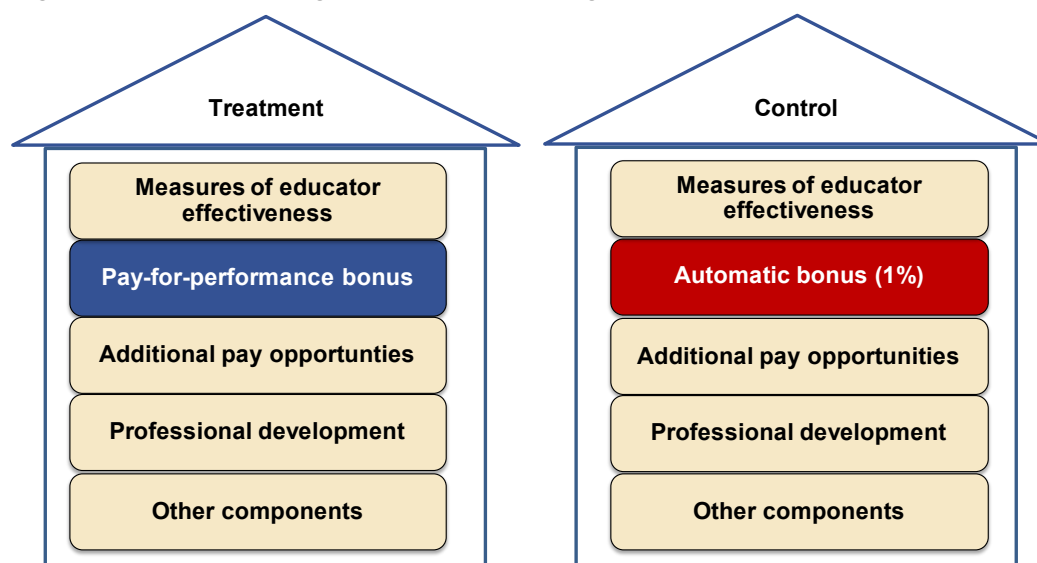 Treatment
Measures of educator
effectiveness
Pay-for-performance bonus
Additional pay opportunties
Professional development
Other components
Control
Measures of educator
effectiveness
Automatic bonus (1%)
Additional pay opportunities
Professional development
Other components